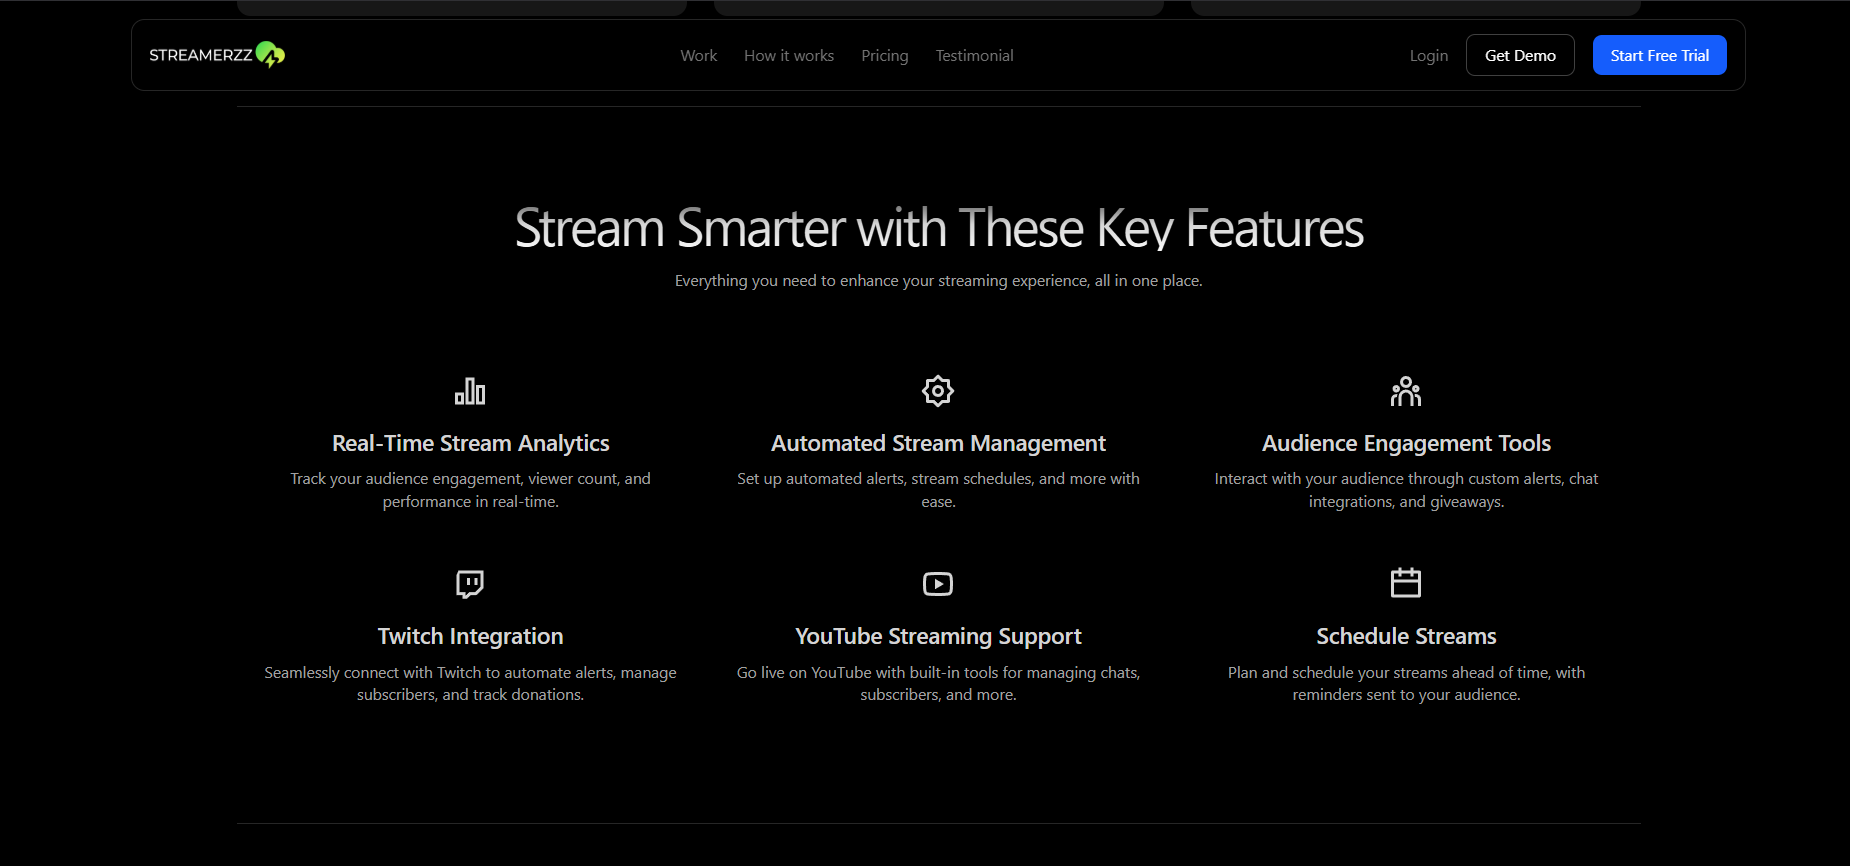 STREAMERZZ
Work
How it works
Pricing
Testimonial
Login
Get Demo
Start Free Trial
Stream Smarter with These Key Features
Everything you need to enhance your streaming experience, all in one place.
Real-Time Stream Analytics
Track your audience engagement, viewer count, and
performance in real-time.
Automated Stream Management
Set up automated alerts, stream schedules, and more with
ease.
Audience Engagement Tools
Interact with your audience through custom alerts, chat
integrations, and giveaways.
Twitch Integration
Seamlessly connect with Twitch to automate alerts, manage
subscribers, and track donations.
YouTube Streaming Support
Go live on YouTube with built-in tools for managing chats,
subscribers, and more.
Schedule Streams
Plan and schedule your streams ahead of time, with
reminders sent to your audience.